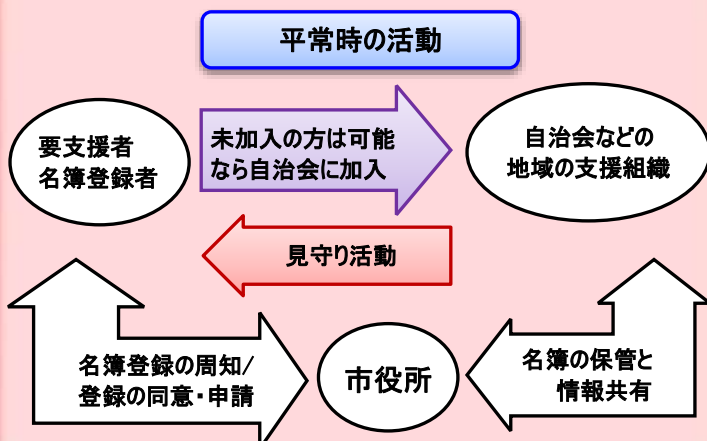 平常時の活動
要支援者
名簿登録者
未加入の方は可能
なら自治会に加入
自治会などの
地域の支援組織
見守り活動
名簿登録の周知/
登録の同意・申請
市役所
名簿の保管と
情報共有